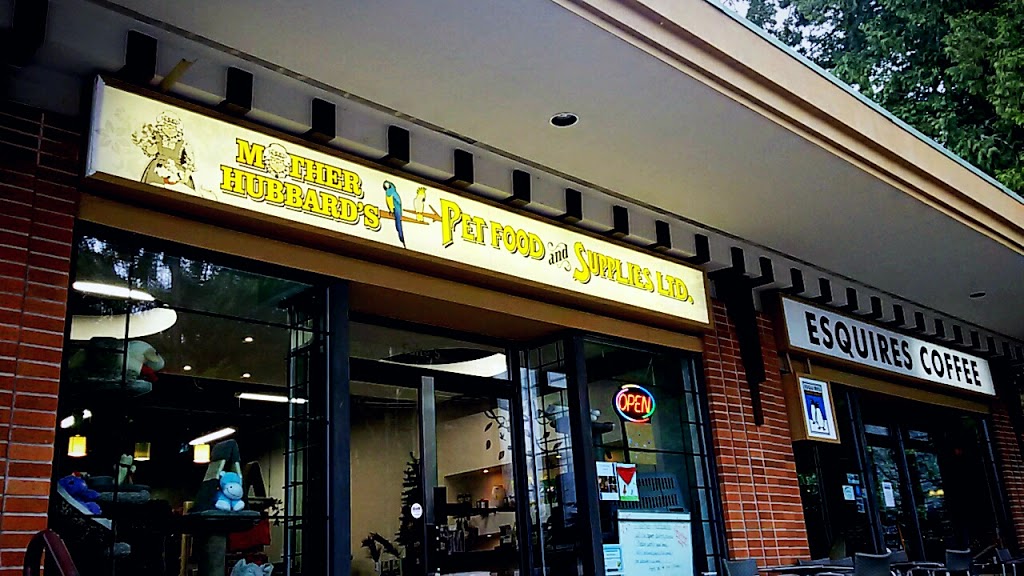 MOTHER
HUBBARD'S
PET FOOD and SUPPLIES LTD.
ESQUIRES COFFEE
OPEN